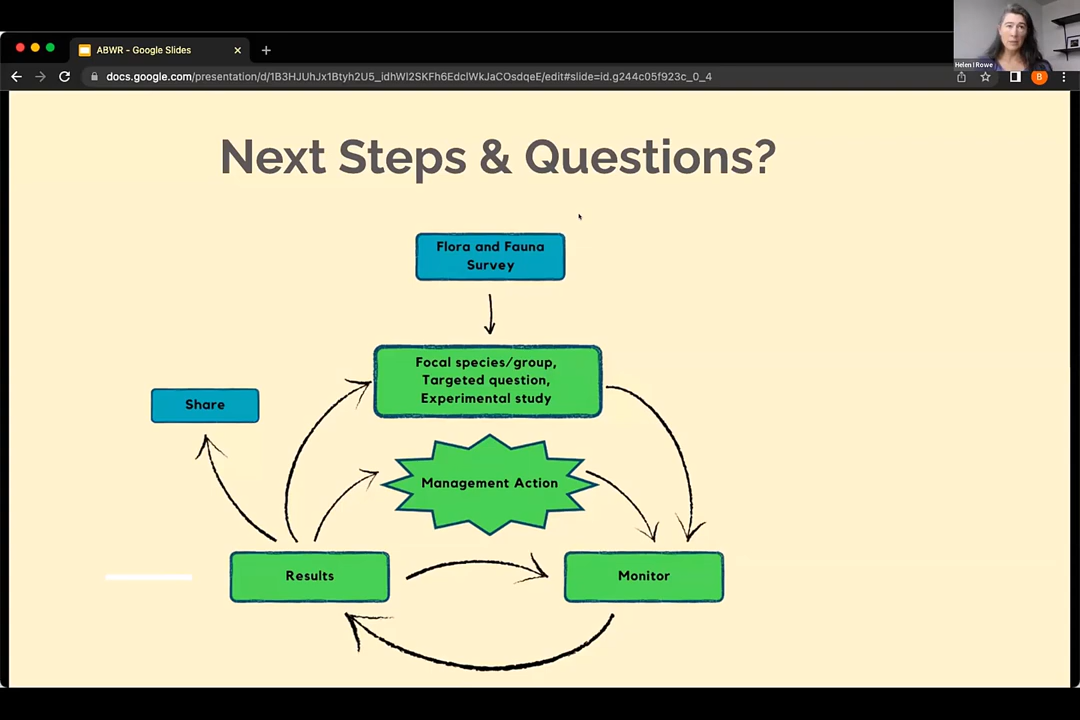 ABWR - Google Slides
docs.google.com/presentation/d/1B3HJUhJx1Btyh2U5_idhWI2SKFh6EdclWkJaCOsdqeE/edit#slide=id.g244c05f923c_0_4
B
Helen I Rowe
Next Steps & Questions?
Flora and Fauna
Survey
Focal species/group,
Targeted question,
Experimental study
Share
Management Action
Results
Monitor